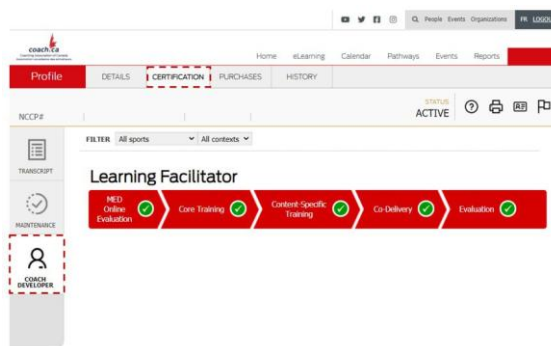 People Events Organizations FR LOGOUT
coach.ca
Home eLearning Calendar Pathways Events Reports
Profile DETAILS CERTIFICATION PURCHASES HISTORY
STATUS
NCCP# ACTIVE
FILTER All sports All contexts
TRANSCRIPT
Learning Facilitator
MED
Online
Evaluation
Core Training
Content-Specific
Training
Co-Delivery
Evaluation
MAINTENANCE
COACH
DEVELOPER